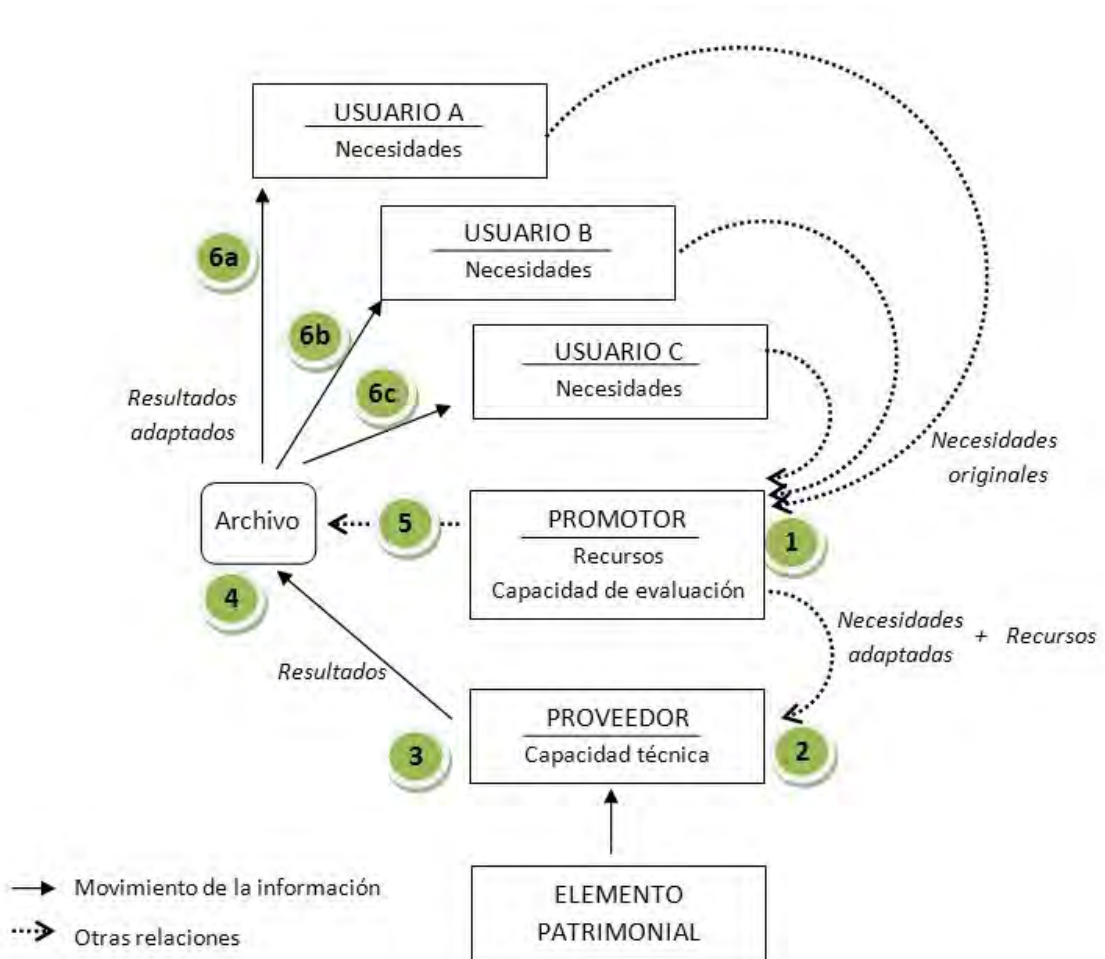 USUARIO A
Necesidades
USUARIO B
Necesidades
6a
6b
USUARIO C
Necesidades
6c
Resultados
adaptados
Necesidades
originales
Archivo
5
PROMOTOR
Recursos
Capacidad de evaluación
1
4
Necesidades
adaptadas
+ Recursos
Resultados
PROVEEDOR
Capacidad técnica
3
2
ELEMENTO
PATRIMONIAL
Movimiento de la información
Otras relaciones